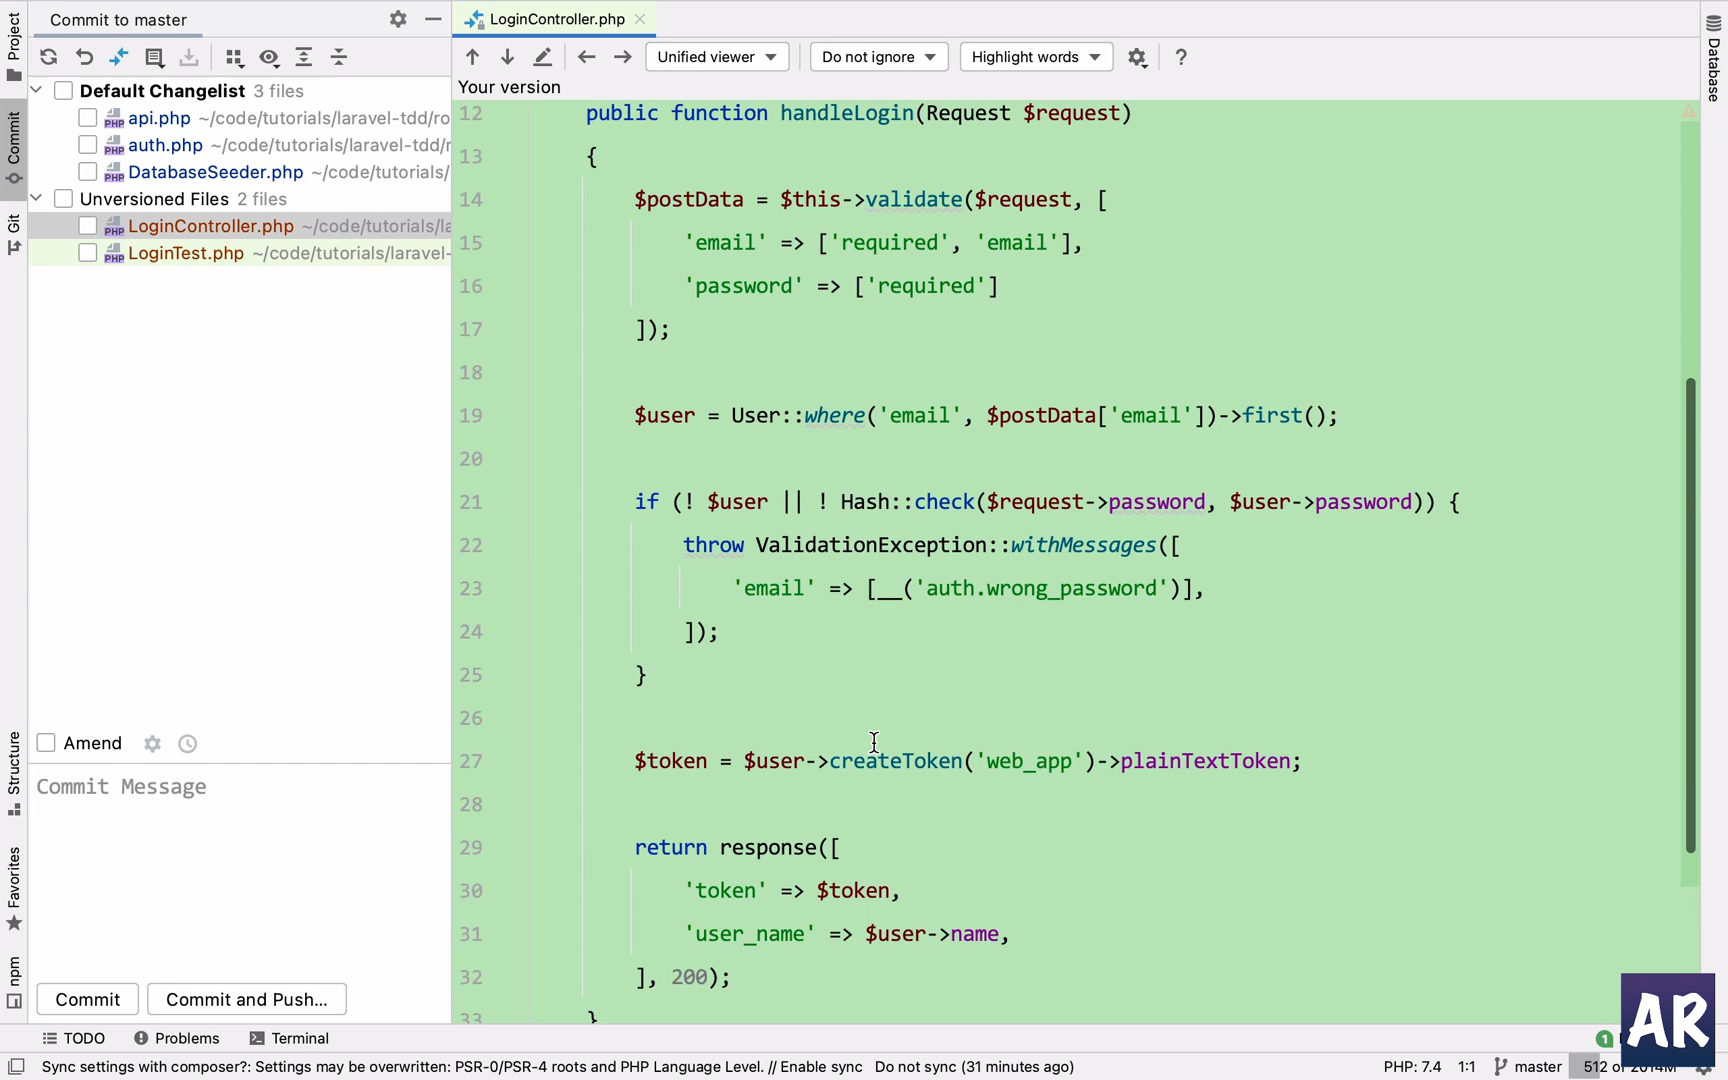 Project
Commit to master
LoginController.php
Database
Unified viewer
Do not ignore
Highlight words
?
Your version
Commit
Git
Default Changelist 3 files
api.php ~/code/tutorials/laravel-tdd/ro
auth.php ~/code/tutorials/laravel-tdd/r
DatabaseSeeder.php ~/code/tutorials/
Unversioned Files 2 files
LoginController.php ~/code/tutorials/la
LoginTest.php ~/code/tutorials/laravel-
12 public function handleLogin(Request $request)
13 {
14 $postData = $this->validate($request, [
15 'email' => ['required', 'email'],
16 'password' => ['required']
17 ]);
18
19 $user = User::where('email', $postData['email'])->first();
20
21 if (! $user || ! Hash::check($request->password, $user->password)) {
22 throw ValidationException::withMessages([
23 'email' => [__('auth.wrong_password')],
24 ]);
25 }
26
27 $token = $user->createToken('web_app')->plainTextToken;
28
29 return response([
30 'token' => $token,
31 'user_name' => $user->name,
32 ], 200);
33 }
Structure
Favorites
npm
Amend
Commit Message
Commit
Commit and Push...
TODO
Problems
Terminal
1
AR
Sync settings with composer?: Settings may be overwritten: PSR-0/PSR-4 roots and PHP Language Level. // Enable sync Do not sync (31 minutes ago)
PHP: 7.4 1:1 master 512 of 2014M